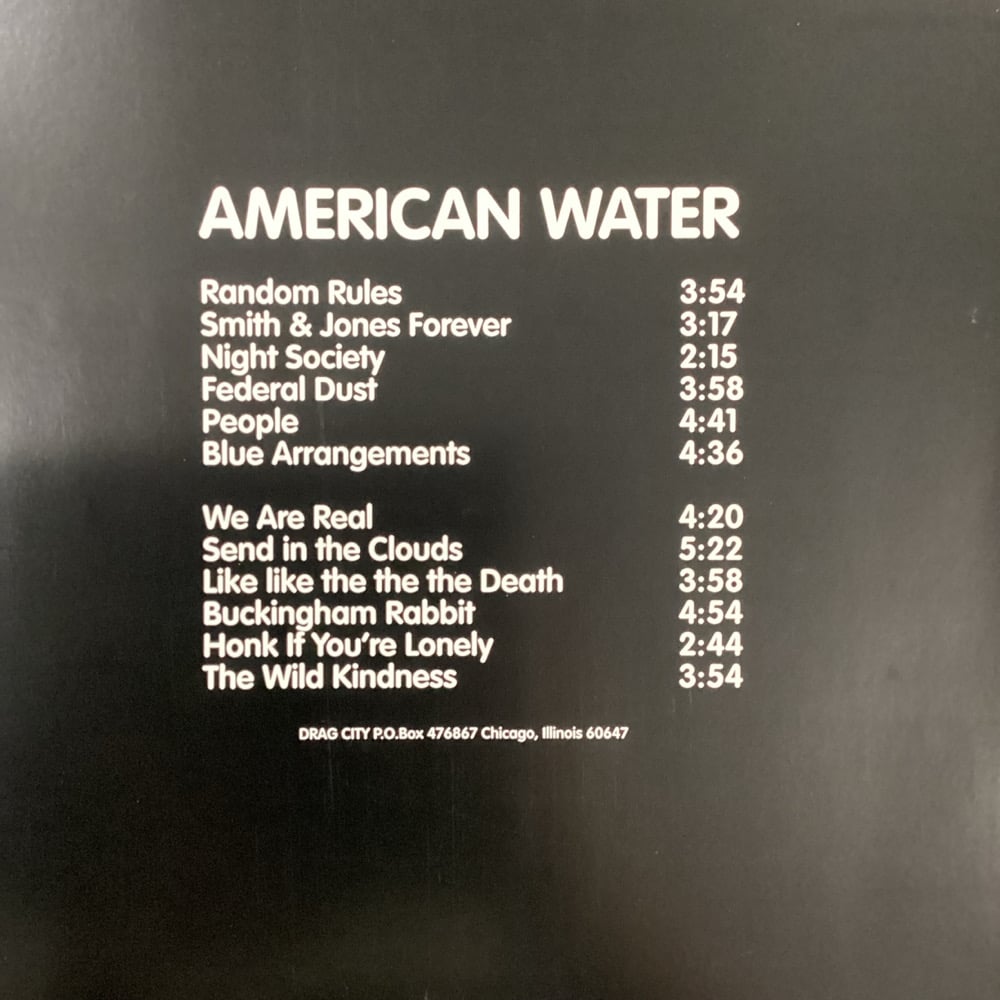 AMERICAN WATER
Random Rules 3:54
Smith & Jones Forever 3:17
Night Society 2:15
Federal Dust 3:58
People 4:41
Blue Arrangements 4:36
We Are Real 4:20
Send in the Clouds 5:22
Like like the the the Death 3:58
Buckingham Rabbit 4:54
Honk If You're Lonely 2:44
The Wild Kindness 3:54
DRAG CITY P.O.Box 476867 Chicago, Illinois 60647